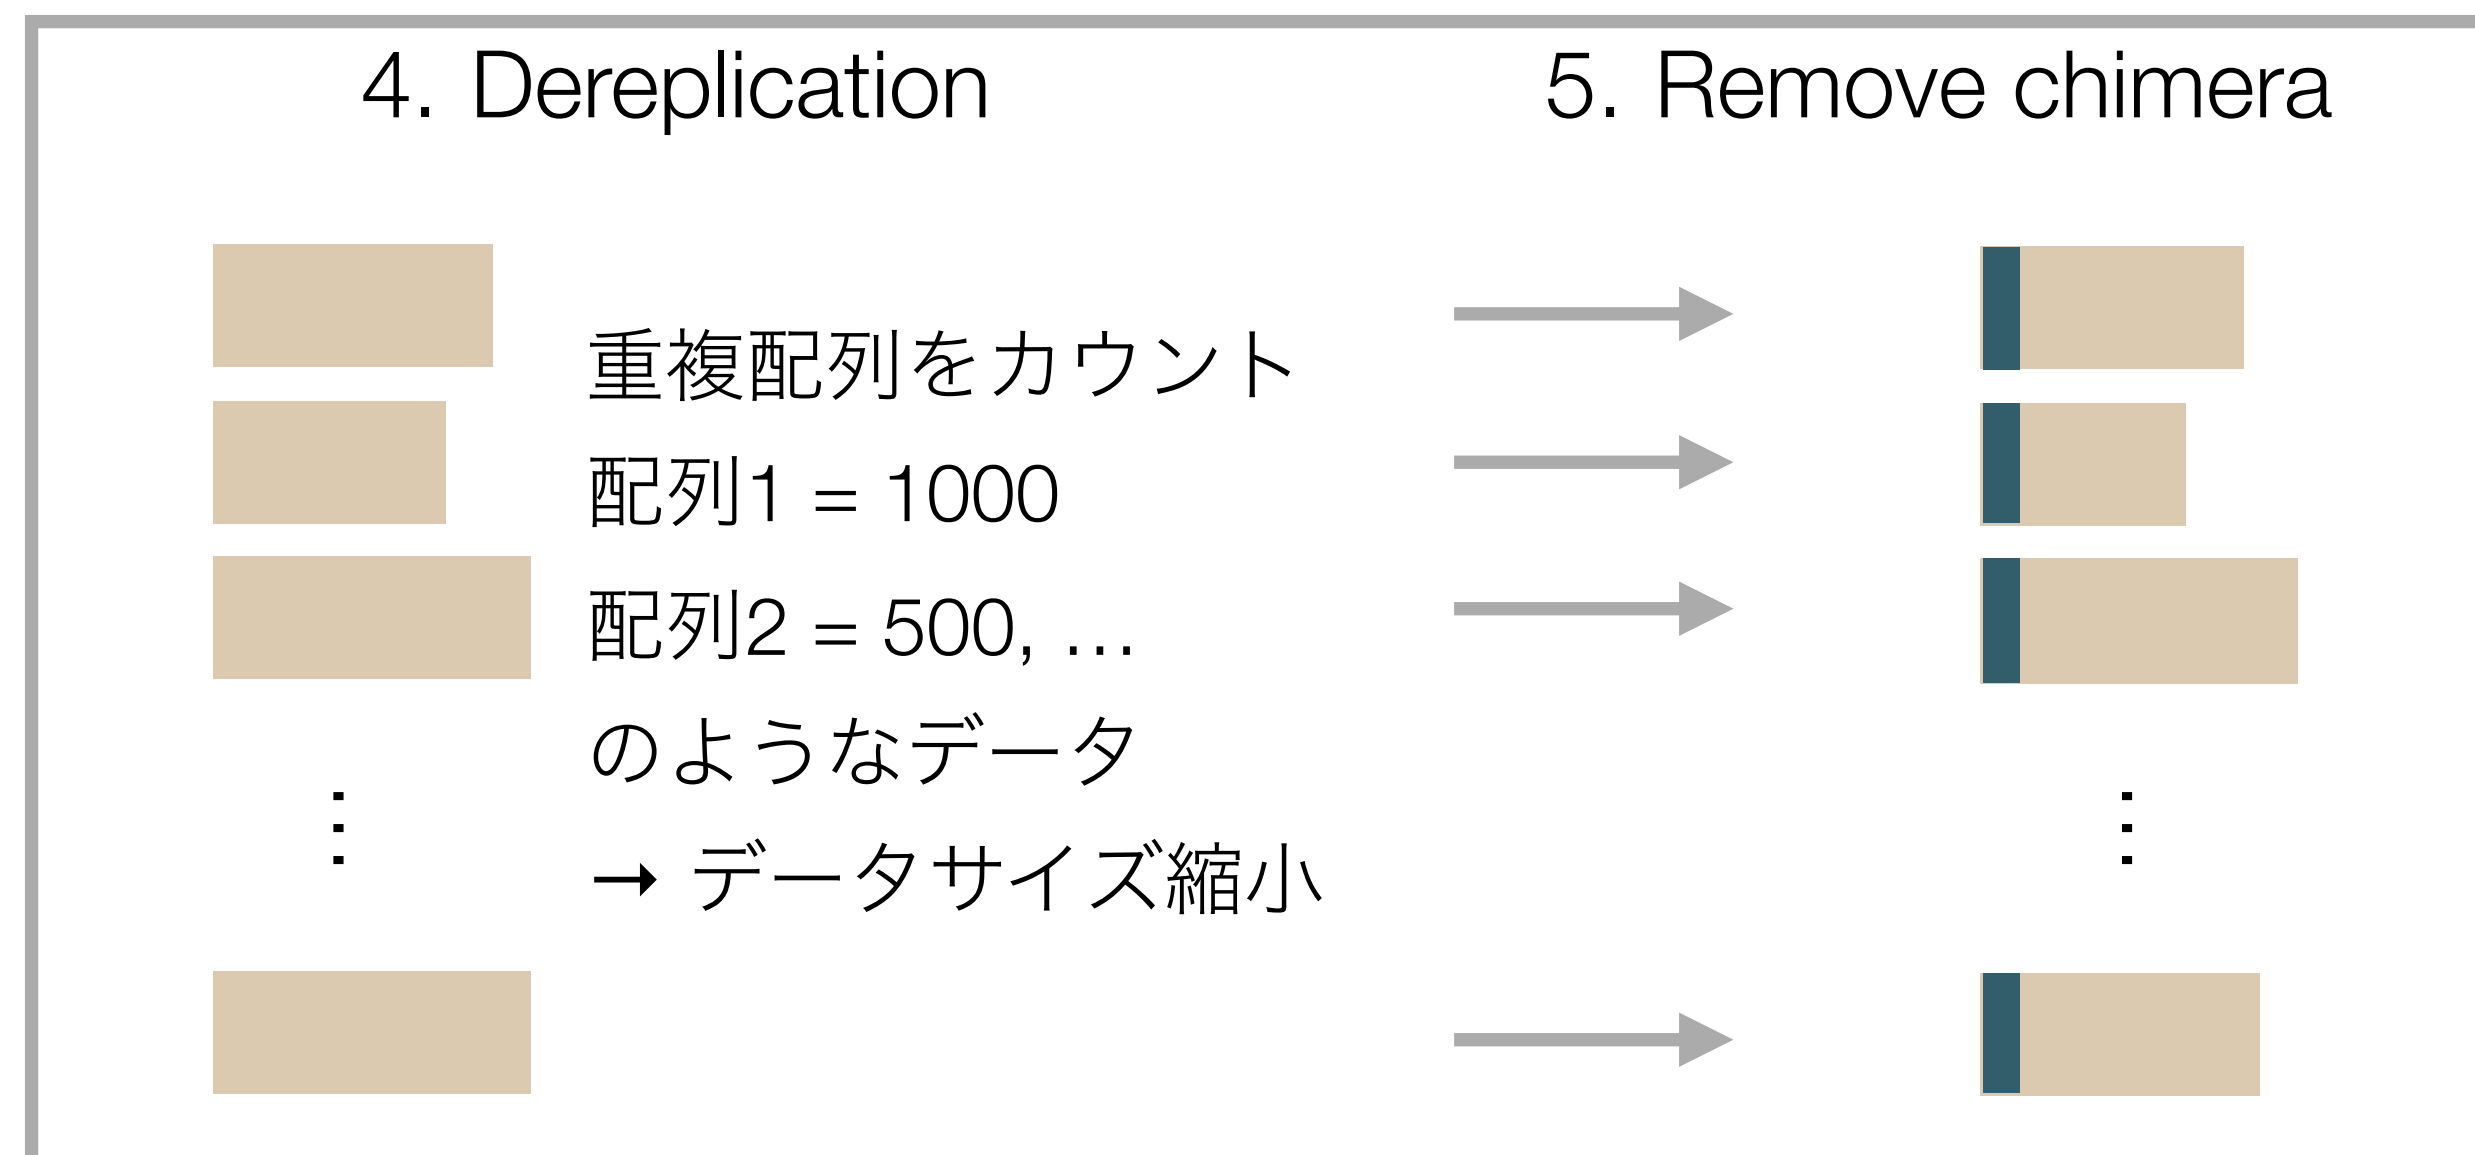 4. Dereplication
5. Remove chimera
重複配列をカウント
配列1 = 1000
配列2 = 500, …
のようなデータ
→ データサイズ縮小